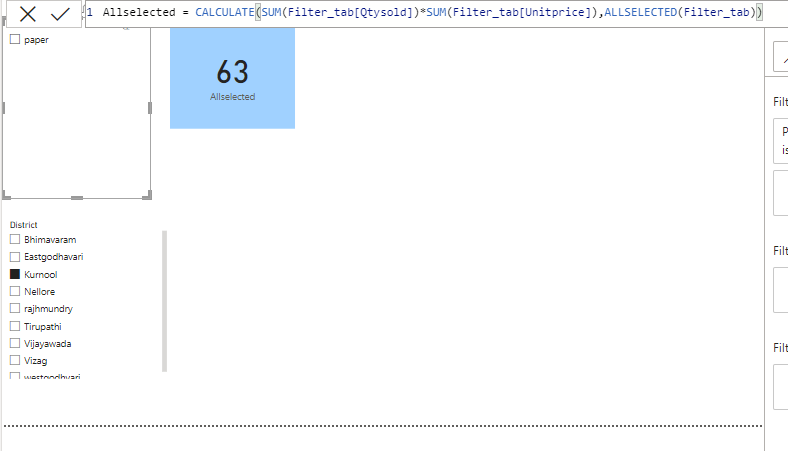 1 Allselected = CALCULATE(SUM(Filter_tab[Qtysold])*SUM(Filter_tab[Unitprice]),ALLSELECTED(Filter_tab))
paper
63
Allselected
District
Bhimavaram
Eastgodhavari
Kurnool
Nellore
rajhmundry
Tirupathi
Vijayawada
Vizag
westgodhvari
Filt
P
is
Filt
Filt